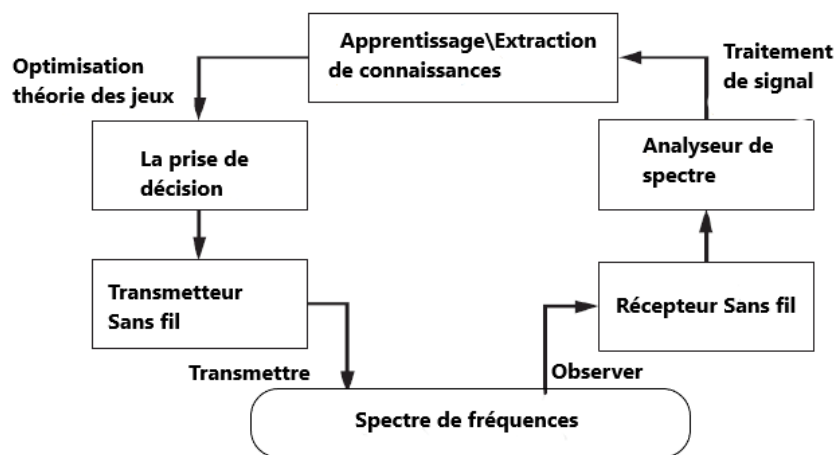 Apprentissage\Extraction
de connaissances
Traitement
de signal
Optimisation
théorie des jeux
La prise de
décision
Analyseur de
spectre
Transmetteur
Sans fil
Récepteur Sans fil
Transmettre
Observer
Spectre de fréquences